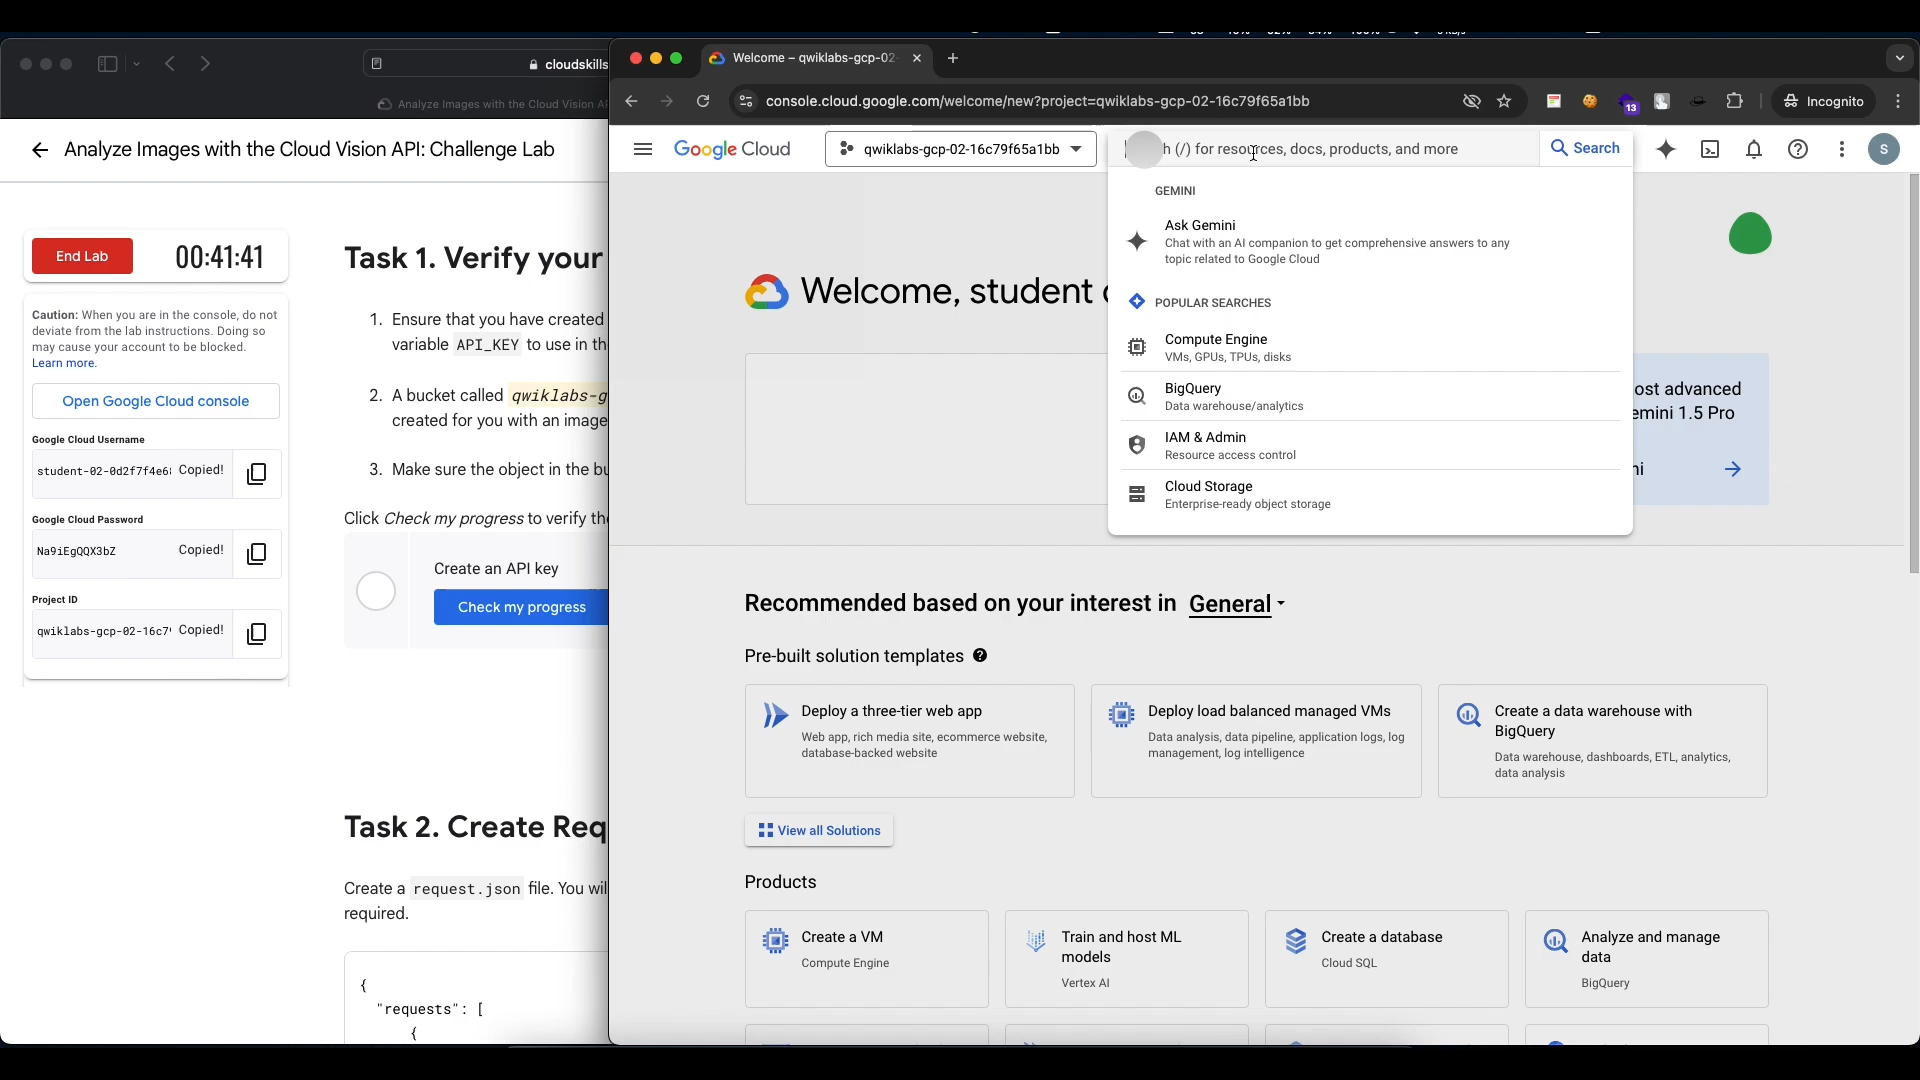 cloudskills
Analyze Images with the Cloud Vision AP
Analyze Images with the Cloud Vision API: Challenge Lab
End Lab
00:41:41
Caution: When you are in the console, do not
deviate from the lab instructions. Doing so
may cause your account to be blocked.
Learn more.
Open Google Cloud console
Google Cloud Username
student-02-0d2f7f4e6
Copied!
Google Cloud Password
Na9iEgQQX3bZ
Copied!
Project ID
qwiklabs-gcp-02-16c7
Copied!
Task 1. Verify your
1. Ensure that you have created
variable API_KEY to use in th
2. A bucket called qwiklabs-g
created for you with an image
3. Make sure the object in the bu
Click Check my progress to verify the
Create an API key
Check my progress
Task 2. Create Req
Create a request.json file. You wil
required.
{
"requests": [
{
Welcome – qwiklabs-gcp-02-
console.cloud.google.com/welcome/new?project=qwiklabs-gcp-02-16c79f65a1bb
13
Incognito
Google Cloud
qwiklabs-gcp-02-16c79f65a1bb
h (/) for resources, docs, products, and more
Search
S
GEMINI
Ask Gemini
Chat with an AI companion to get comprehensive answers to any
topic related to Google Cloud
POPULAR SEARCHES
Compute Engine
VMs, GPUs, TPUs, disks
BigQuery
Data warehouse/analytics
IAM & Admin
Resource access control
Cloud Storage
Enterprise-ready object storage
Welcome, student
ost advanced
emini 1.5 Pro
ni
Recommended based on your interest in General
Pre-built solution templates
Deploy a three-tier web app
Web app, rich media site, ecommerce website,
database-backed website
Deploy load balanced managed VMs
Data analysis, data pipeline, application logs, log
management, log intelligence
Create a data warehouse with
BigQuery
Data warehouse, dashboards, ETL, analytics,
data analysis
View all Solutions
Products
Create a VM
Compute Engine
Train and host ML
models
Vertex AI
Create a database
Cloud SQL
Analyze and manage
data
BigQuery